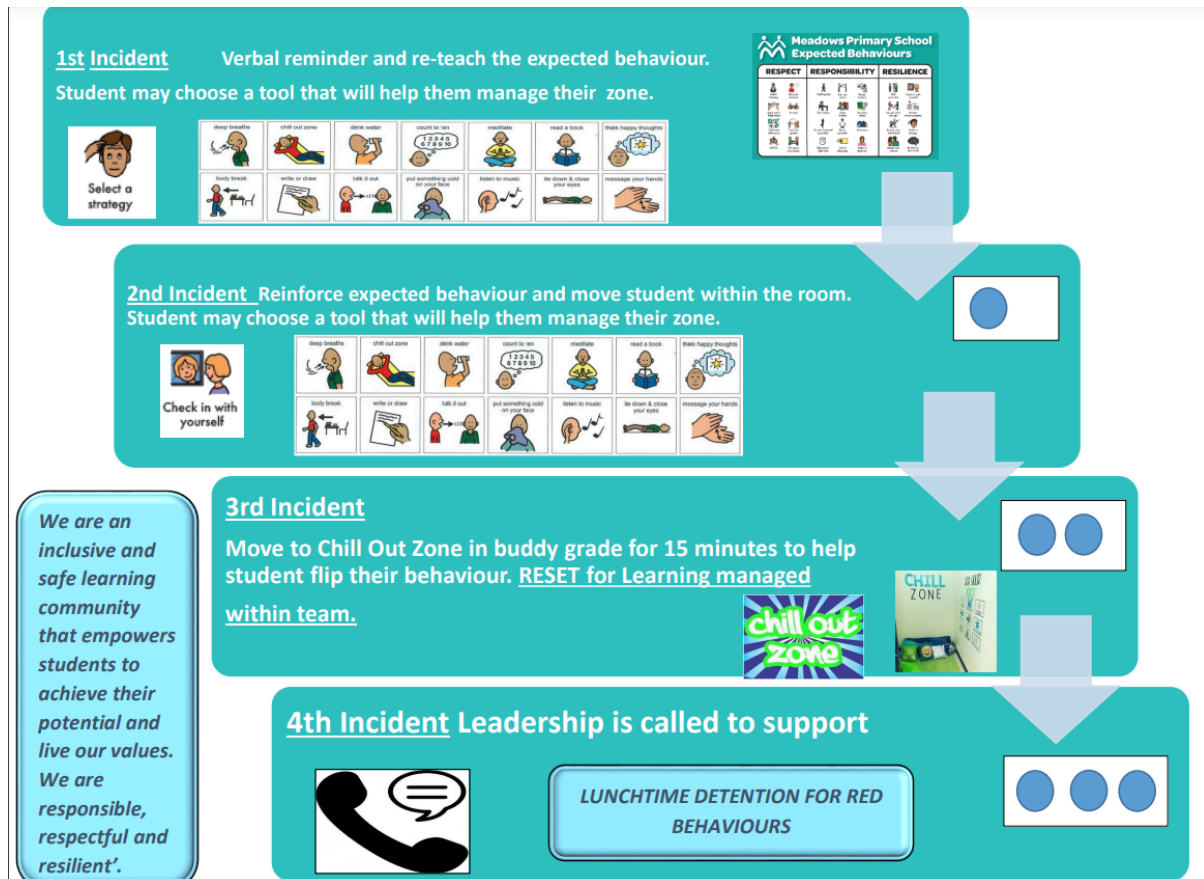 1st Incident Verbal reminder and re-teach the expected behaviour.
Student may choose a tool that will help them manage their zone.
Meadows Primary School
Expected Behaviours
RESPECT RESPONSIBILITY RESILIENCE
Select a
strategy
deep breaths chill out zone drink water count to ten meditate read a book think happy thoughts
1 2 3 4 5
6 7 8 9 10
body break write or draw talk it out put something cold on your face listen to music lie down & close your eyes message your hands
2nd Incident Reinforce expected behaviour and move student within the room.
Student may choose a tool that will help them manage their zone.
Check in with
yourself
deep breaths chill out zone drink water count to ten meditate read a book think happy thoughts
1 2 3 4 5
6 7 8 9 10
body break write or draw talk it out put something cold on your face listen to music lie down & close your eyes message your hands
3rd Incident
Move to Chill Out Zone in buddy grade for 15 minutes to help
student flip their behaviour. RESET for Learning managed
within team.
chill out
zone
CHILL
ZONE
We are an
inclusive and
safe learning
community
that empowers
students to
achieve their
potential and
live our values.
We are
responsible,
respectful and
resilient’.
4th Incident Leadership is called to support
LUNCHTIME DETENTION FOR RED
BEHAVIOURS